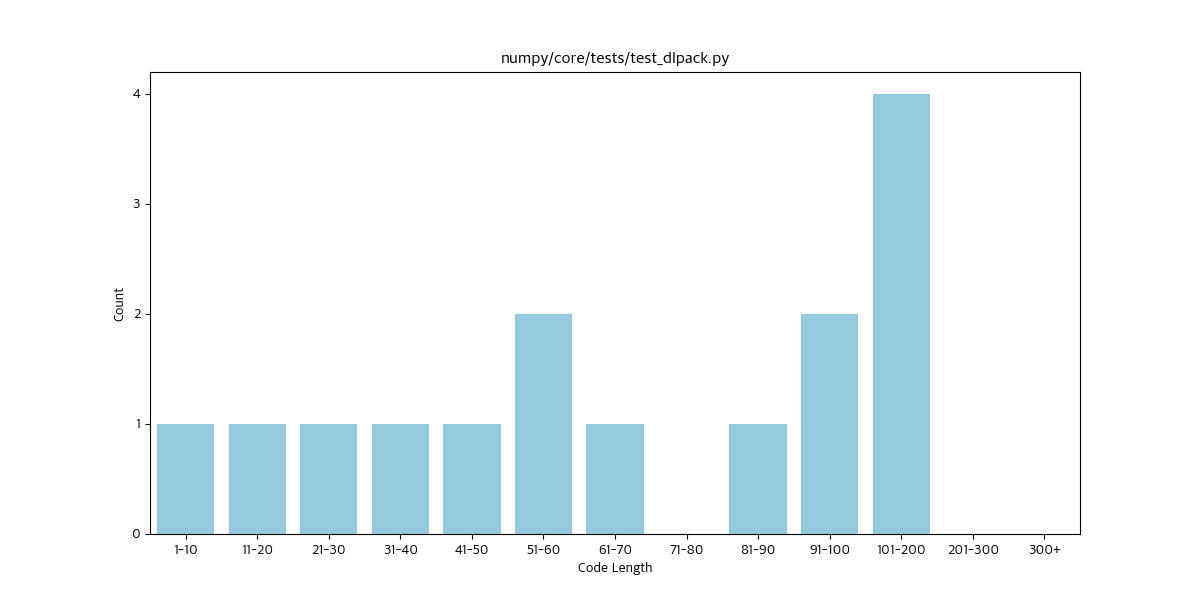 numpy/core/tests/test_dlpack.py
4
3
2
1
0
Count
1-10 11-20 21-30 31-40 41-50 51-60 61-70 71-80 81-90 91-100 101-200 201-300 300+
Code Length